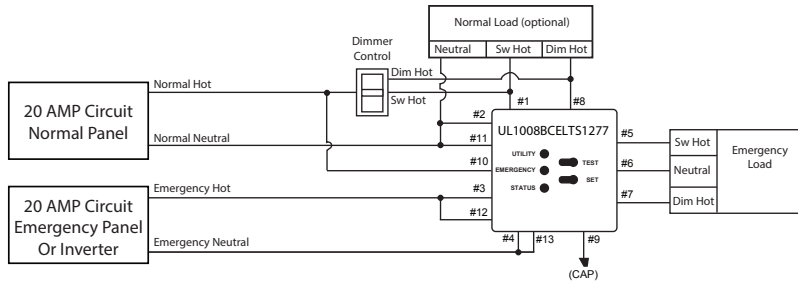 Normal Load (optional)
Neutral Sw Hot Dim Hot
Dimmer
Control
Dim Hot
Sw Hot
Normal Hot
20 AMP Circuit
Normal Panel
Normal Neutral
#1 #8
#2
#11
#10
#3
#12
UL1008BCELTS1277
UTILITY
EMERGENCY
STATUS
TEST
SET
#5
#6
#7
Sw Hot
Neutral
Dim Hot
Emergency
Load
Emergency Hot
20 AMP Circuit
Emergency Panel
Or Inverter
Emergency Neutral
#4 #13 #9
(CAP)